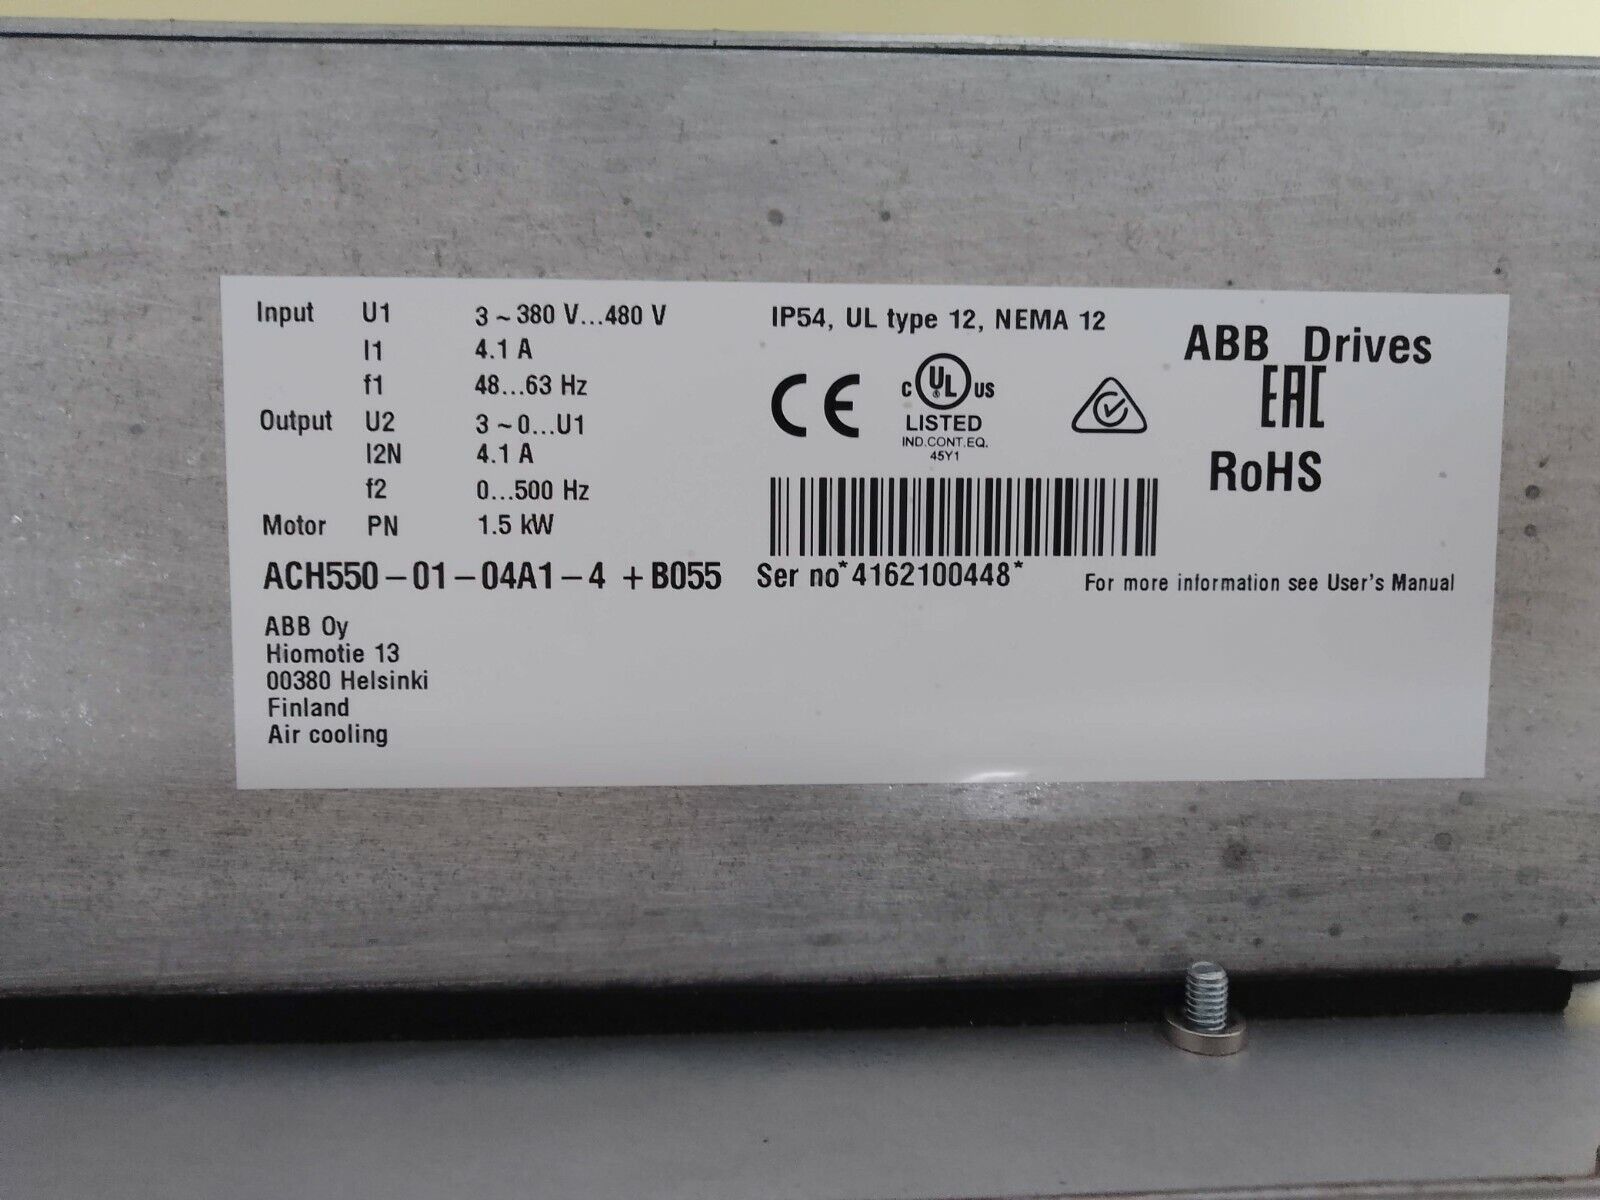 Input U1 3 ~ 380 V...480 V
I1 4.1 A
f1 48...63 Hz
Output U2 3 ~ 0...U1
I2N 4.1 A
f2 0...500 Hz
Motor PN 1.5 kW
ACH550-01-04A1-4 +B055
ABB Oy
Hiomotie 13
00380 Helsinki
Finland
Air cooling
IP54, UL type 12, NEMA 12
CE
C UL US
LISTED
IND.CONT.EQ.
45Y1
Ser no*4162100448*
ABB Drives
EAC
RoHS
For more information see User's Manual